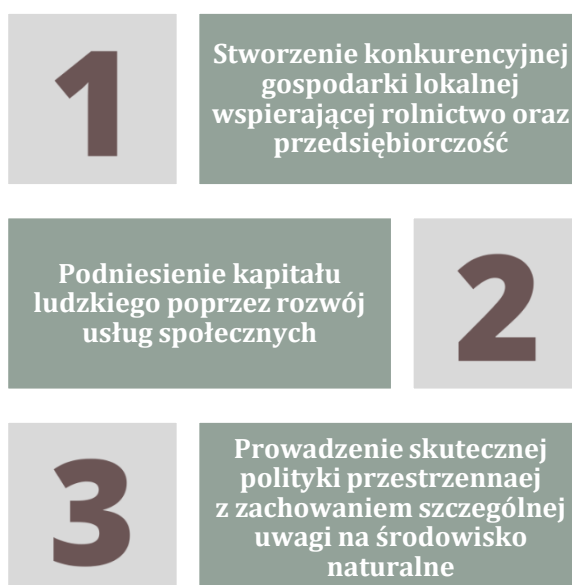 1
Stworzenie konkurencyjnej
gospodarki lokalnej
wspierającej rolnictwo oraz
przedsiębiorczość
Podniesienie kapitału
ludzkiego poprzez rozwój
usług społecznych
2
3
Prowadzenie skutecznej
polityki przestrzennaej
z zachowaniem szczególnej
uwagi na środowisko
naturalne